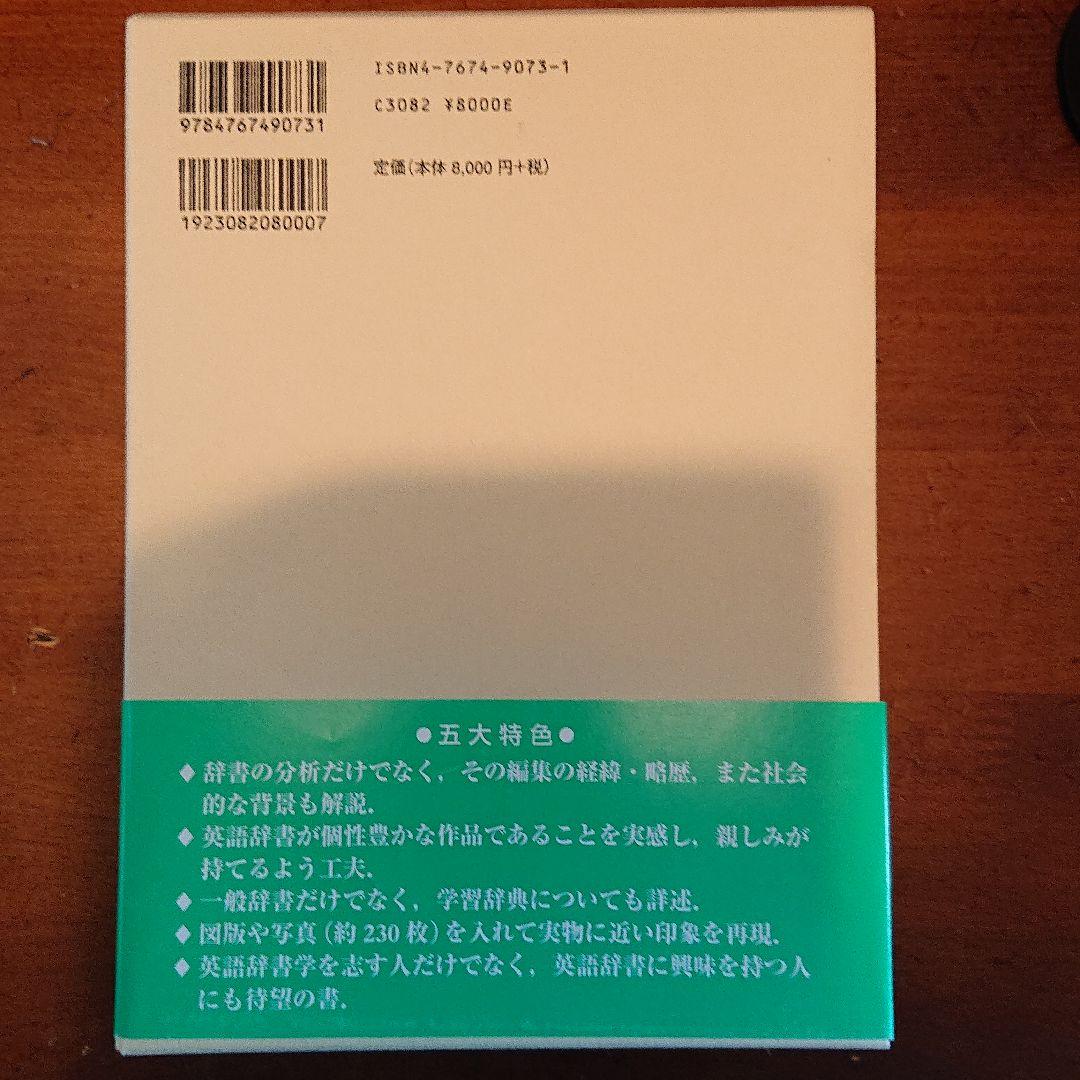 ISBN4-7674-9073-1
9784767490731
C3082 ¥8000E
定価(本体 8,000 円+税)
1923082080007
●五大特色●
◆辞書の分析だけでなく，その編集の経緯・略歴，また社会
的な背景も解説．
◆英語辞書が個性豊かな作品であることを実感し，親しみが
持てるよう工夫．
◆一般辞書だけでなく，学習辞典についても詳述．
◆図版や写真（約 230 枚）を入れて実物に近い印象を再現．
◆英語辞書学を志す人だけでなく，英語辞書に興味を持つ人
にも待望の書．